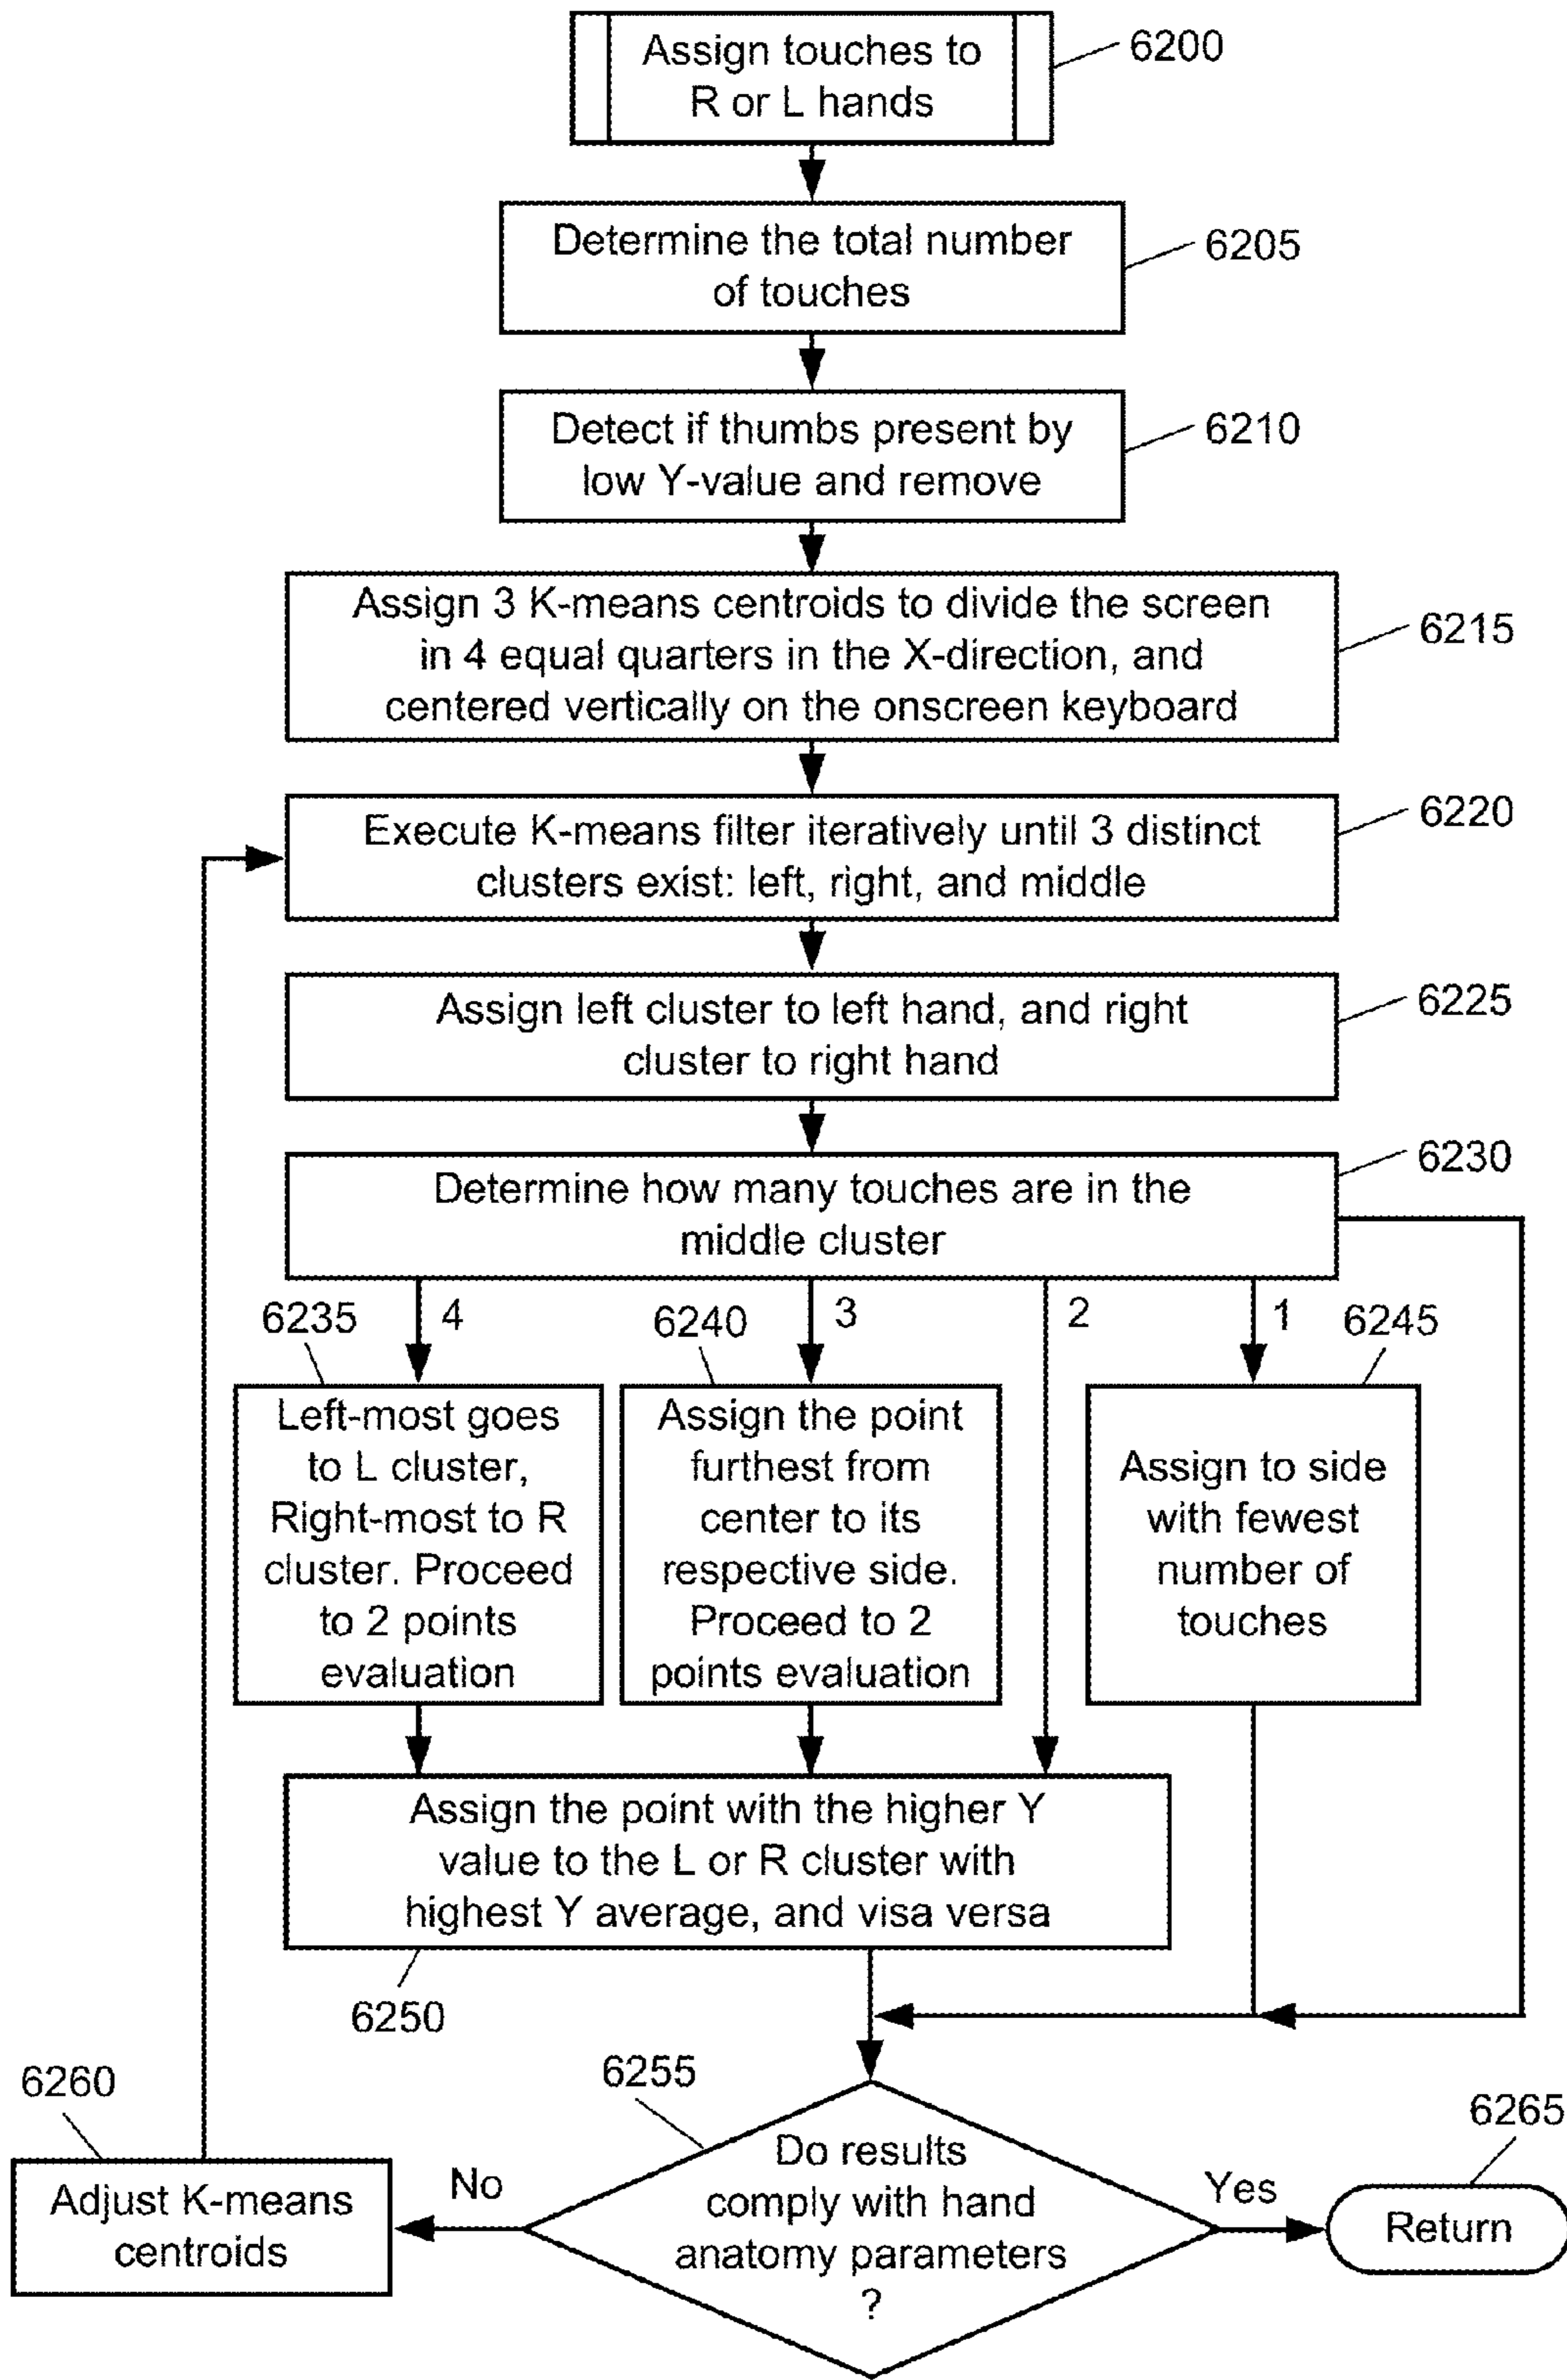 Assign touches to
R or L hands
6200
Determine the total number
of touches
6205
Detect if thumbs present by
low Y-value and remove
6210
Assign 3 K-means centroids to divide the screen
in 4 equal quarters in the X-direction, and
centered vertically on the onscreen keyboard
6215
Execute K-means filter iteratively until 3 distinct
clusters exist: left, right, and middle
6220
Assign left cluster to left hand, and right
cluster to right hand
6225
Determine how many touches are in the
middle cluster
6230
6235
4
6240
3
2
1
6245
Left-most goes
to L cluster,
Right-most to R
cluster. Proceed
to 2 points
evaluation
Assign the point
furthest from
center to its
respective side.
Proceed to 2
points evaluation
Assign to side
with fewest
number of
touches
Assign the point with the higher Y
value to the L or R cluster with
highest Y average, and visa versa
6250
6255
Do results
comply with hand
anatomy parameters
?
No
Yes
6260
Adjust K-means
centroids
6265
Return